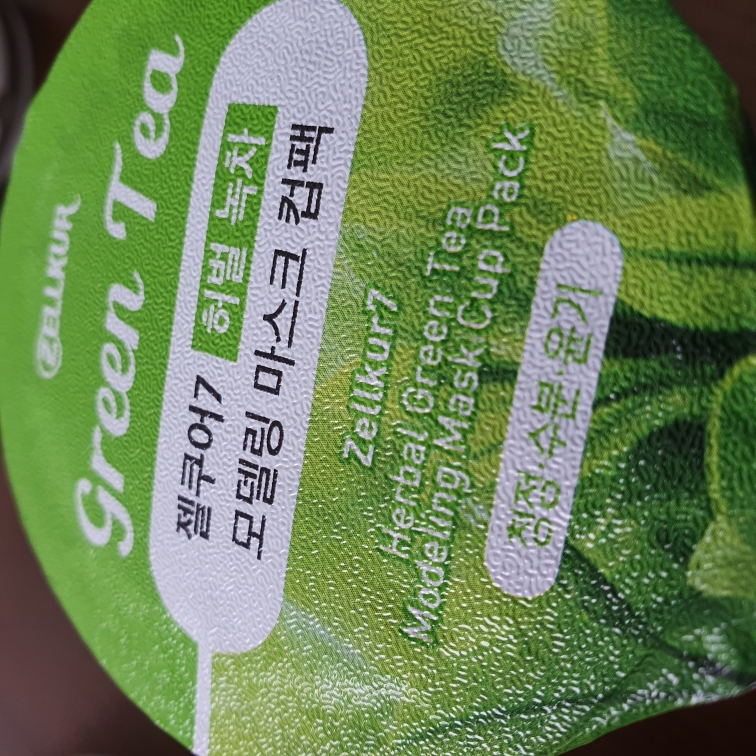 ZELLKUR
Green Tea
젤쿠어7 허벌 녹차
모델링 마스크 컵팩
Zellkur7
Herbal Green Tea
Modeling Mask Cup Pack
청정·수분·윤기